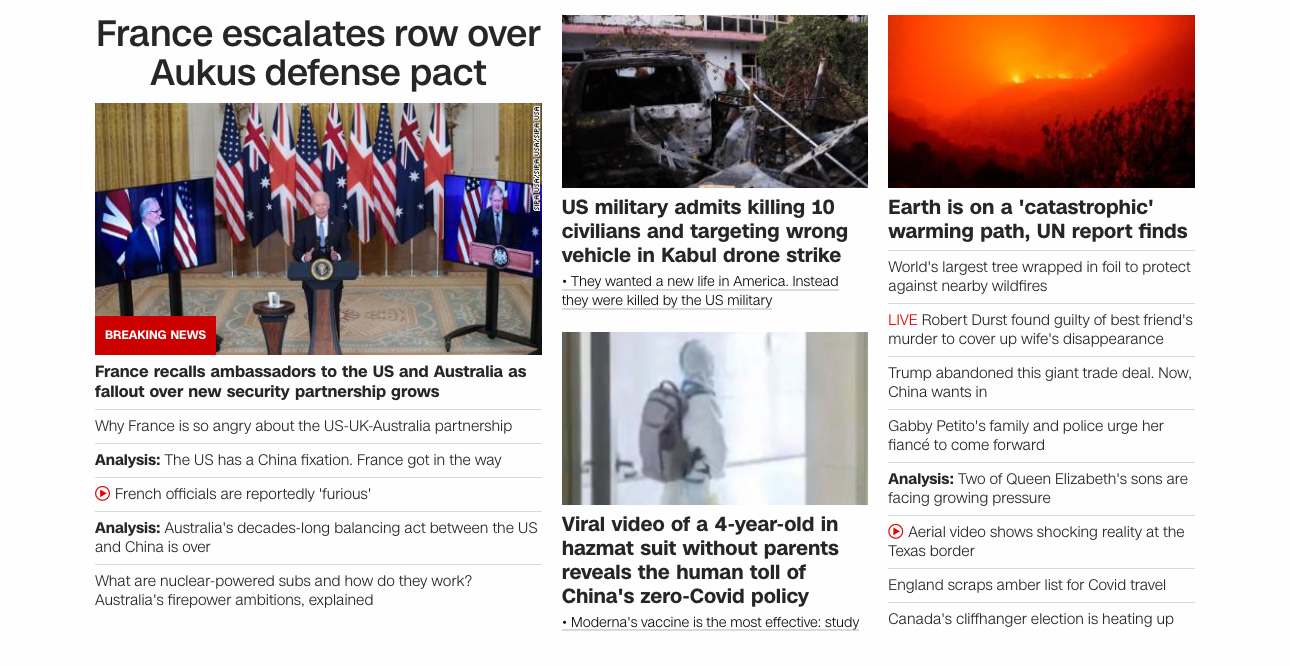 France escalates row over
Aukus defense pact
SIPA USA/SIPA USA/SIPA USA
BREAKING NEWS
France recalls ambassadors to the US and Australia as
fallout over new security partnership grows
Why France is so angry about the US-UK-Australia partnership
Analysis: The US has a China fixation. France got in the way
French officials are reportedly 'furious'
Analysis: Australia's decades-long balancing act between the US
and China is over
What are nuclear-powered subs and how do they work?
Australia's firepower ambitions, explained
US military admits killing 10
civilians and targeting wrong
vehicle in Kabul drone strike
• They wanted a new life in America. Instead
they were killed by the US military
Viral video of a 4-year-old in
hazmat suit without parents
reveals the human toll of
China's zero-Covid policy
• Moderna's vaccine is the most effective: study
Earth is on a 'catastrophic'
warming path, UN report finds
World's largest tree wrapped in foil to protect
against nearby wildfires
LIVE Robert Durst found guilty of best friend's
murder to cover up wife's disappearance
Trump abandoned this giant trade deal. Now,
China wants in
Gabby Petito's family and police urge her
fiancé to come forward
Analysis: Two of Queen Elizabeth's sons are
facing growing pressure
Aerial video shows shocking reality at the
Texas border
England scraps amber list for Covid travel
Canada's cliffhanger election is heating up